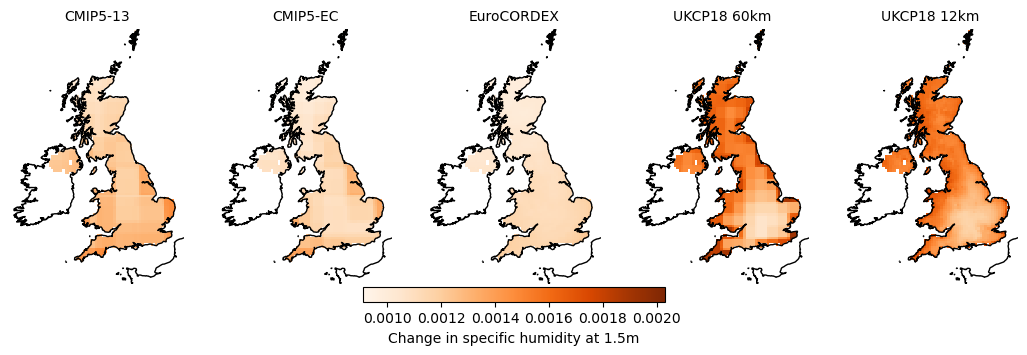 CMIP5-13 CMIP5-EC EuroCORDEX UKCP18 60km UKCP18 12km
0.0010 0.0012 0.0014 0.0016 0.0018 0.0020
Change in specific humidity at 1.5m